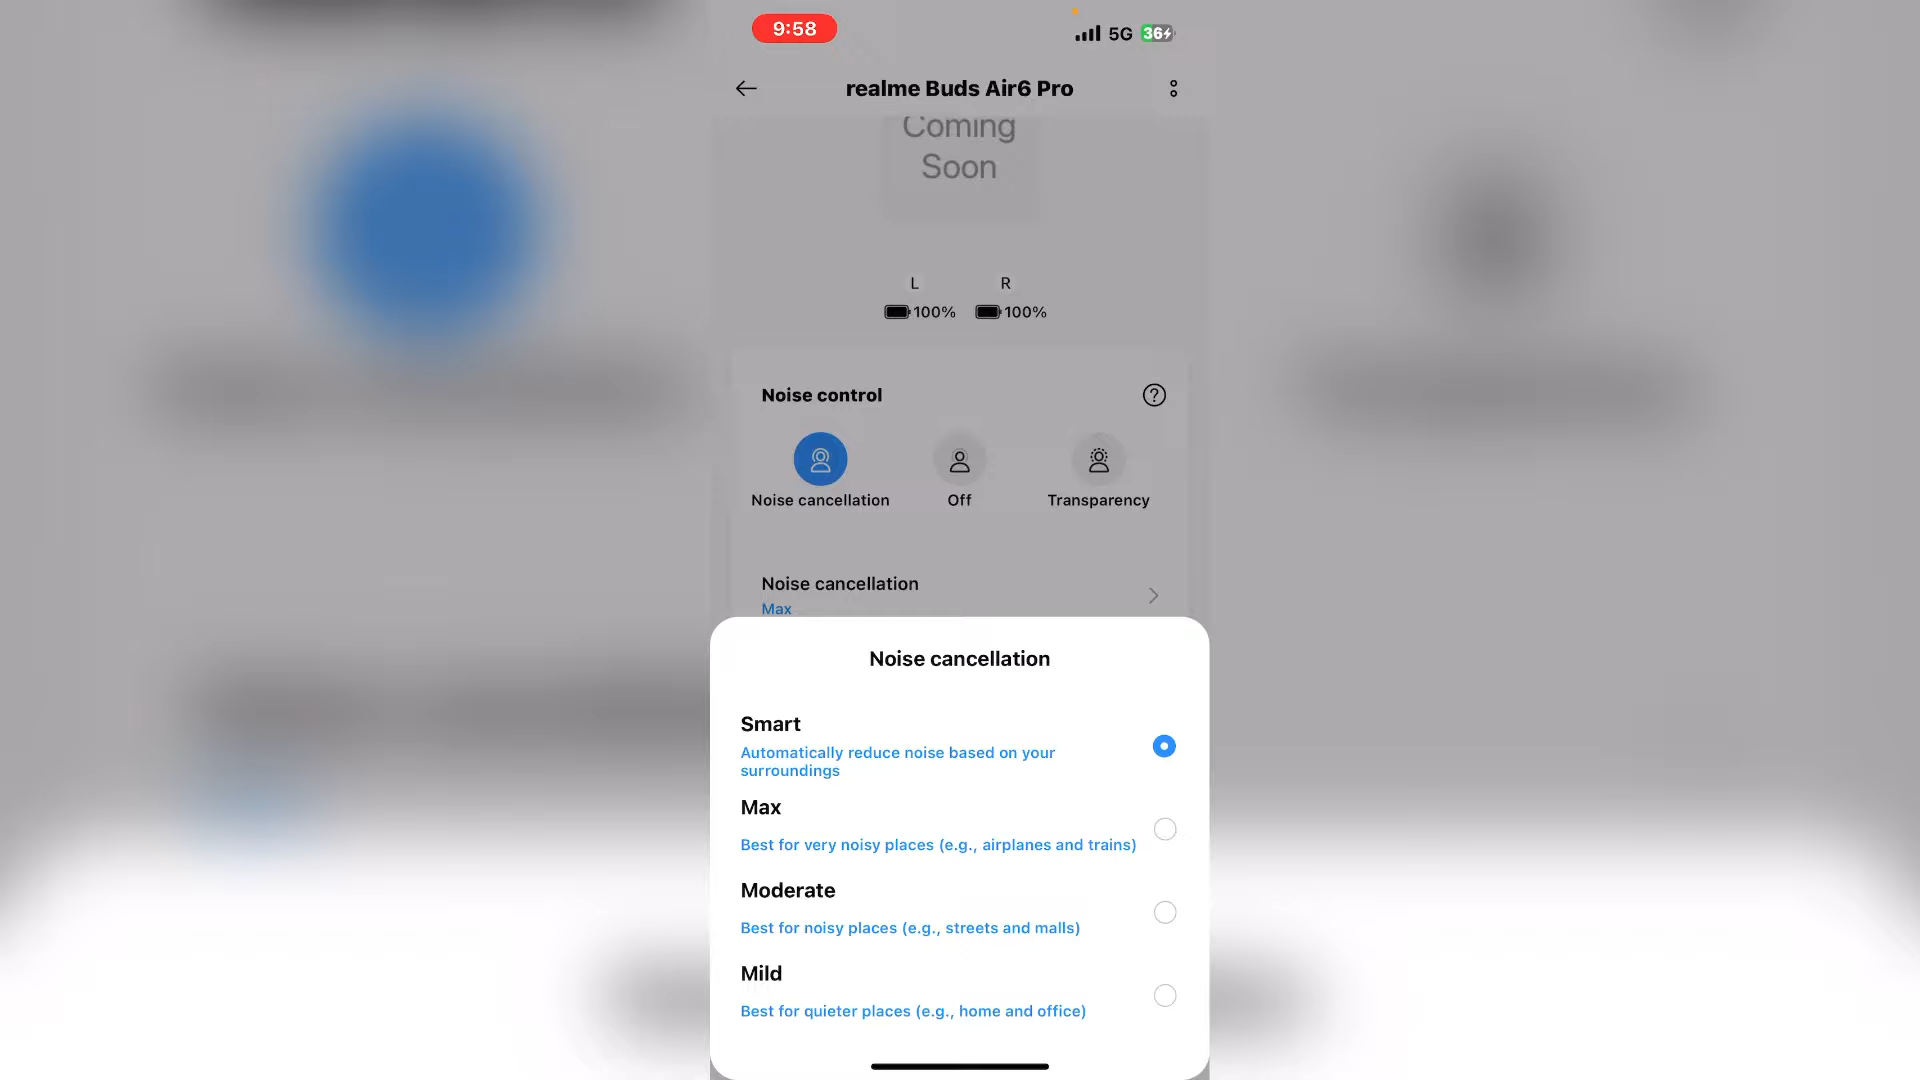 9:58
5G 36
realme Buds Air6 Pro
Coming
Soon
L R
100% 100%
Noise control
Noise cancellation Off Transparency
Noise cancellation
Max
Noise cancellation
Smart
Automatically reduce noise based on your
surroundings
Max
Best for very noisy places (e.g., airplanes and trains)
Moderate
Best for noisy places (e.g., streets and malls)
Mild
Best for quieter places (e.g., home and office)